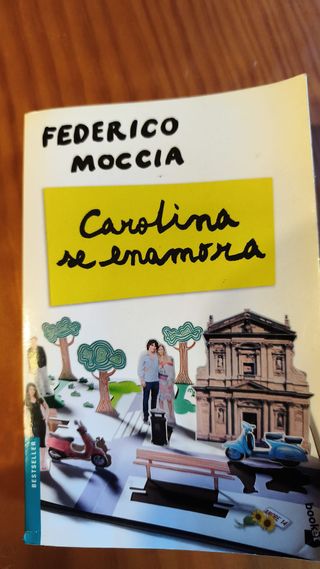 FEDERICO
MOCCIA
Carolina
se enamora
BESTSELLER
booket